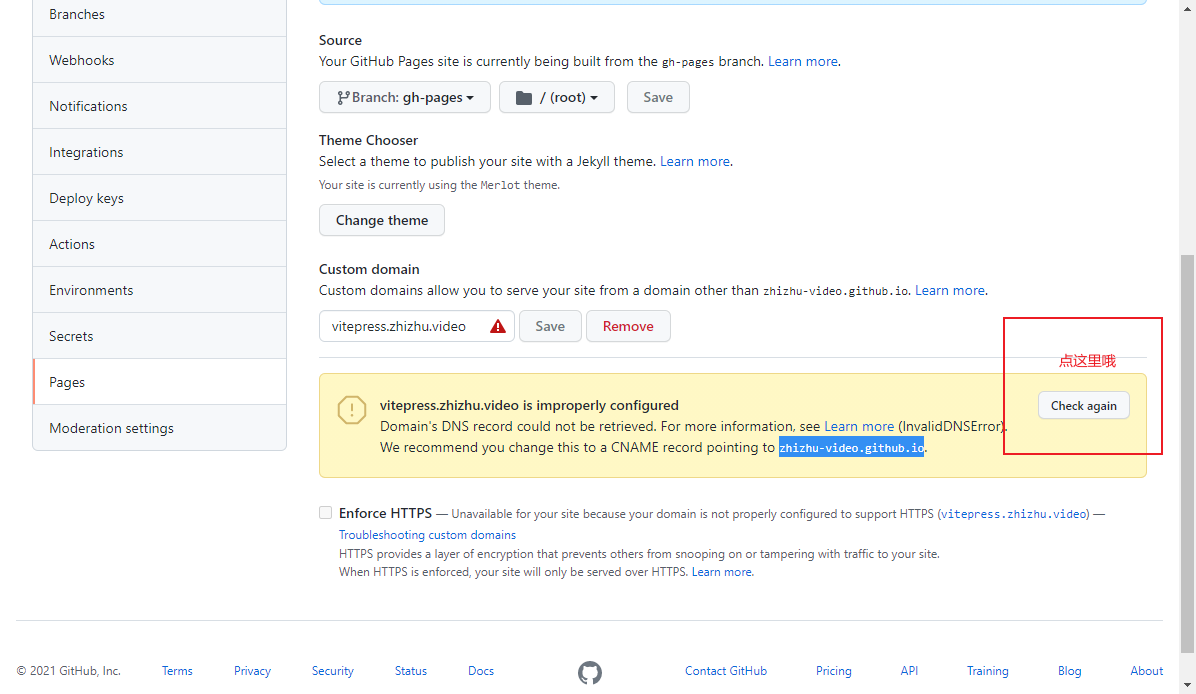 Branches
Webhooks
Notifications
Integrations
Deploy keys
Actions
Environments
Secrets
Pages
Moderation settings
Source
Your GitHub Pages site is currently being built from the gh-pages branch. Learn more.
Branch: gh-pages
/ (root)
Save
Theme Chooser
Select a theme to publish your site with a Jekyll theme. Learn more.
Your site is currently using the Merlot theme.
Change theme
Custom domain
Custom domains allow you to serve your site from a domain other than zhizhu-video.github.io. Learn more.
vitepress.zhizhu.video
Save
Remove
点这里哦
vitepress.zhizhu.video is improperly configured
Domain's DNS record could not be retrieved. For more information, see Learn more (InvalidDNSError).
We recommend you change this to a CNAME record pointing to zhizhu-video.github.io.
Check again
Enforce HTTPS — Unavailable for your site because your domain is not properly configured to support HTTPS (vitepress.zhizhu.video) —
Troubleshooting custom domains
HTTPS provides a layer of encryption that prevents others from snooping on or tampering with traffic to your site.
When HTTPS is enforced, your site will only be served over HTTPS. Learn more.
© 2021 GitHub, Inc.
Terms
Privacy
Security
Status
Docs
Contact GitHub
Pricing
API
Training
Blog
About